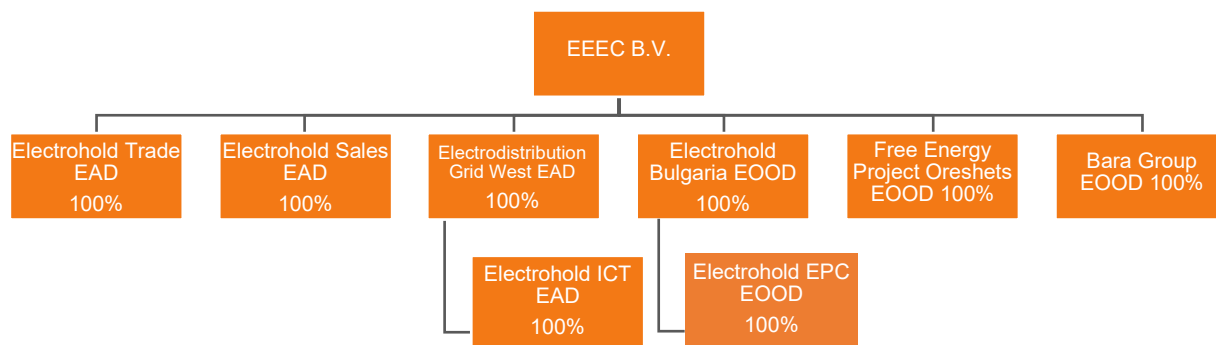 EEEC B.V.
Electrohold Trade
EAD
100%
Electrohold Sales
EAD
100%
Electrodistribution
Grid West EAD
100%
Electrohold
Bulgaria EOOD
100%
Free Energy
Project Oreshets
EOOD 100%
Bara Group
EOOD 100%
Electrohold ICT
EAD
100%
Electrohold EPC
EOOD
100%